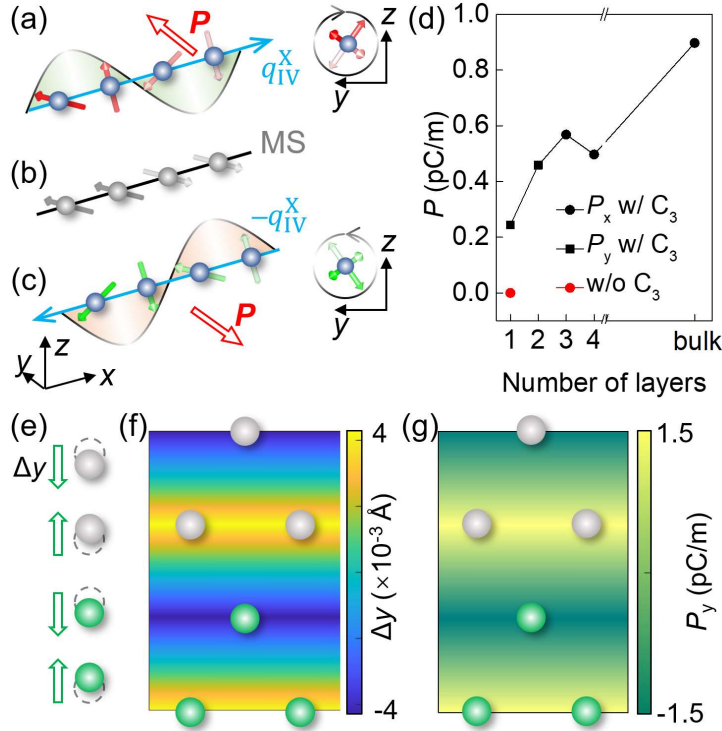 (a)
P
q_IV^X
z
y
(b)
MS
(c)
-q_IV^X
P
z
y
y
z
x
(d)
P (pC/m)
1.0
0.8
0.6
0.4
0.2
0.0
P_x w/ C_3
P_y w/ C_3
w/o C_3
1 2 3 4 bulk
Number of layers
(e)
Δy
(f)
4
Δy (×10^-3 Å)
-4
(g)
1.5
P_y (pC/m)
-1.5